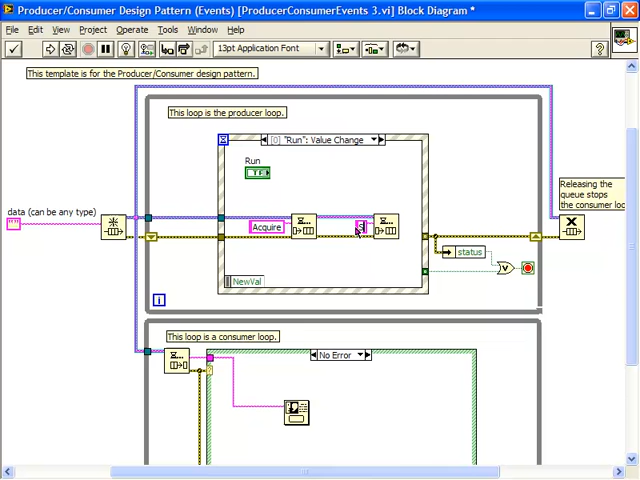 Producer/Consumer Design Pattern (Events) [ProducerConsumerEvents 3.vi] Block Diagram *
File Edit View Project Operate Tools Window Help
13pt Application Font
This template is for the Producer/Consumer design pattern.
This loop is the producer loop.
[0] "Run": Value Change
Run
TF
Releasing the
queue stops
the consumer loo
data (can be any type)
Acquire
S
status
NewVal
i
This loop is a consumer loop.
No Error